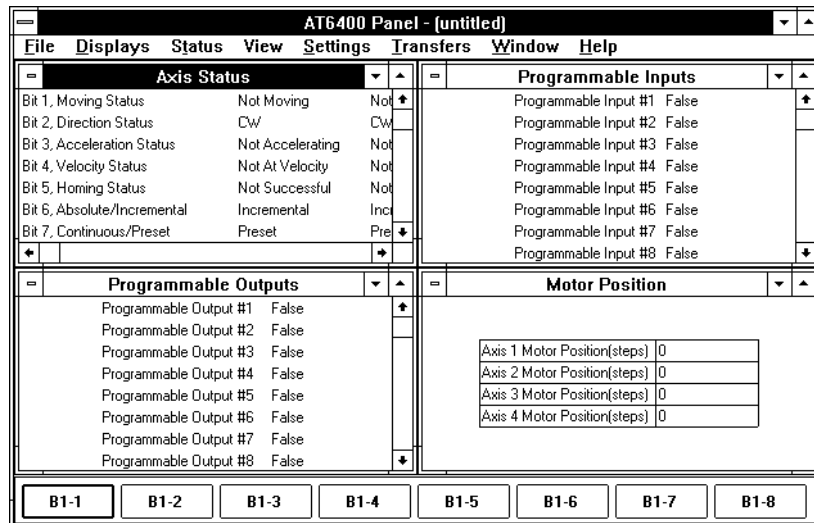 AT6400 Panel - (untitled)
File Displays Status View Settings Transfers Window Help
Axis Status
Bit 1, Moving Status Not Moving Not
Bit 2, Direction Status CW CW
Bit 3, Acceleration Status Not Accelerating Not
Bit 4, Velocity Status Not At Velocity Not
Bit 5, Homing Status Not Successful Not
Bit 6, Absolute/Incremental Incremental Incr
Bit 7, Continuous/Preset Preset Pre
Programmable Inputs
Programmable Input #1 False
Programmable Input #2 False
Programmable Input #3 False
Programmable Input #4 False
Programmable Input #5 False
Programmable Input #6 False
Programmable Input #7 False
Programmable Input #8 False
Programmable Outputs
Programmable Output #1 False
Programmable Output #2 False
Programmable Output #3 False
Programmable Output #4 False
Programmable Output #5 False
Programmable Output #6 False
Programmable Output #7 False
Programmable Output #8 False
Motor Position
Axis 1 Motor Position(steps) 0
Axis 2 Motor Position(steps) 0
Axis 3 Motor Position(steps) 0
Axis 4 Motor Position(steps) 0
B1-1 B1-2 B1-3 B1-4 B1-5 B1-6 B1-7 B1-8